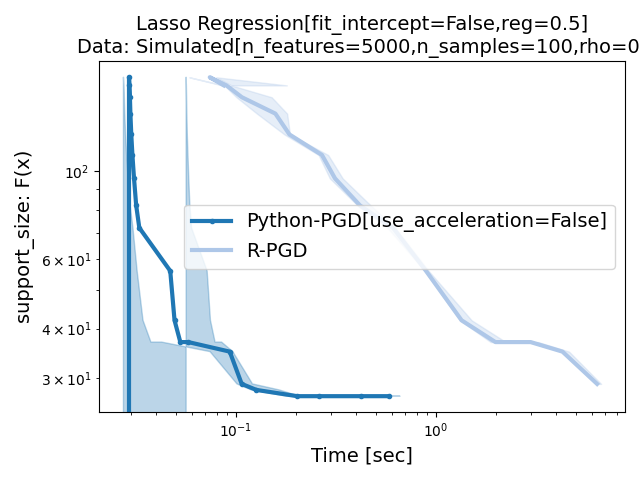 Lasso Regression[fit_intercept=False,reg=0.5]
Data: Simulated[n_features=5000,n_samples=100,rho=0
support_size: F(x)
10²
6 × 10¹
4 × 10¹
3 × 10¹
Python-PGD[use_acceleration=False]
R-PGD
10⁻¹
10⁰
Time [sec]